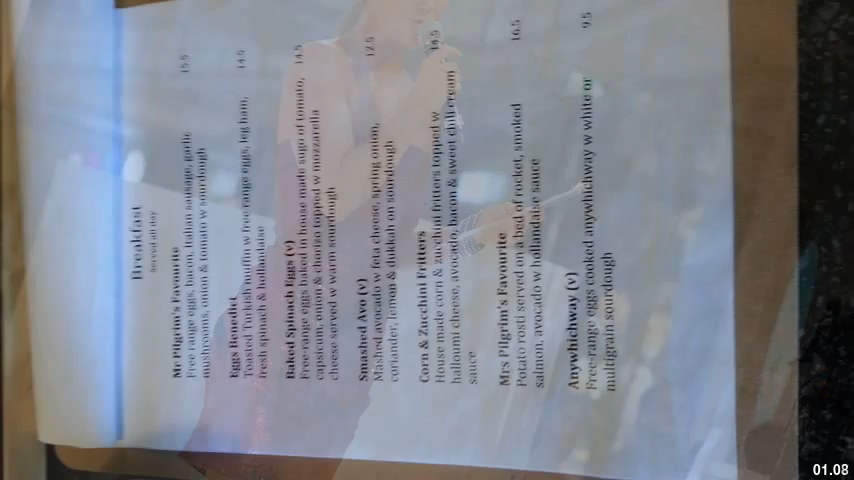 Breakfast
Served all day
Mr Pilgrim's Favourite
Free range eggs, bacon, Italian sausage, garlic
mushrooms, onion & tomato w sourdough
Eggs Benedict 14.5
Toasted Turkish muffin w free range eggs, leg ham,
fresh spinach & hollandaise
Baked Spinach Eggs (v) 14.5
Free-range eggs baked in house made sugo of tomato,
capsicum, onion & chorizo topped w mozzarella
cheese served w warm sourdough
Smashed Avo (v) 12.5
Mashed avocado w feta cheese, spring onion,
coriander, lemon & dukkah on sourdough
Corn & Zucchini Fritters 14.5
House made corn & zucchini fritters topped w
halloumi cheese, avocado, bacon & sweet chilli cream
sauce
Mrs Pilgrim's Favourite 16.5
Potato rosti served on a bed of rocket, smoked
salmon, avocado w hollandaise sauce
Anywhichway (v) 9.5
Free-range eggs cooked anywhichway w white or
multigrain sourdough
01.08